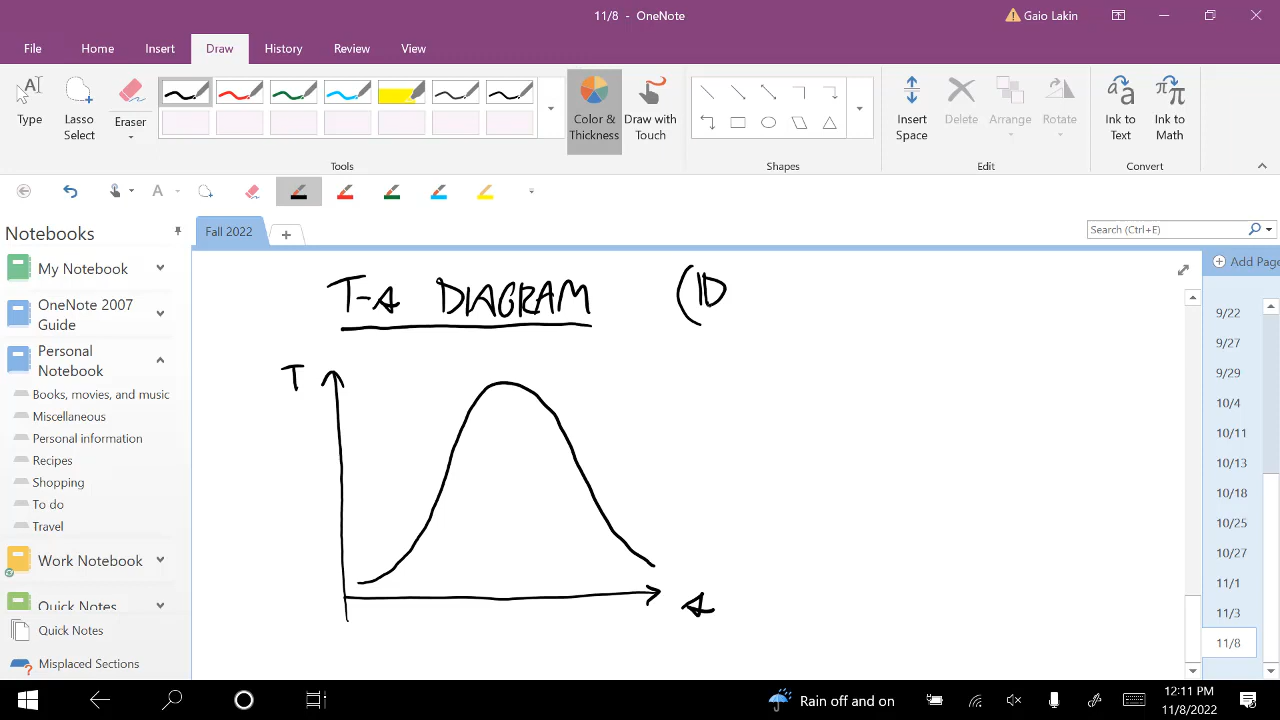 11/8 - OneNote
Gaio Lakin
File Home Insert Draw History Review View
Type
Lasso Select
Eraser
Color & Thickness
Draw with Touch
Insert Space
Delete
Arrange
Rotate
Ink to Text
Ink to Math
Tools
Shapes
Edit
Convert
A
Notebooks
Fall 2022
Search (Ctrl+E)
My Notebook
OneNote 2007 Guide
Personal Notebook
Books, movies, and music
Miscellaneous
Personal information
Recipes
Shopping
To do
Travel
Work Notebook
Quick Notes
Quick Notes
Misplaced Sections
T-s DIAGRAM (ID
T
s
Add Page
9/22
9/27
9/29
10/4
10/11
10/13
10/18
10/25
10/27
11/1
11/3
11/8
Rain off and on
12:11 PM
11/8/2022